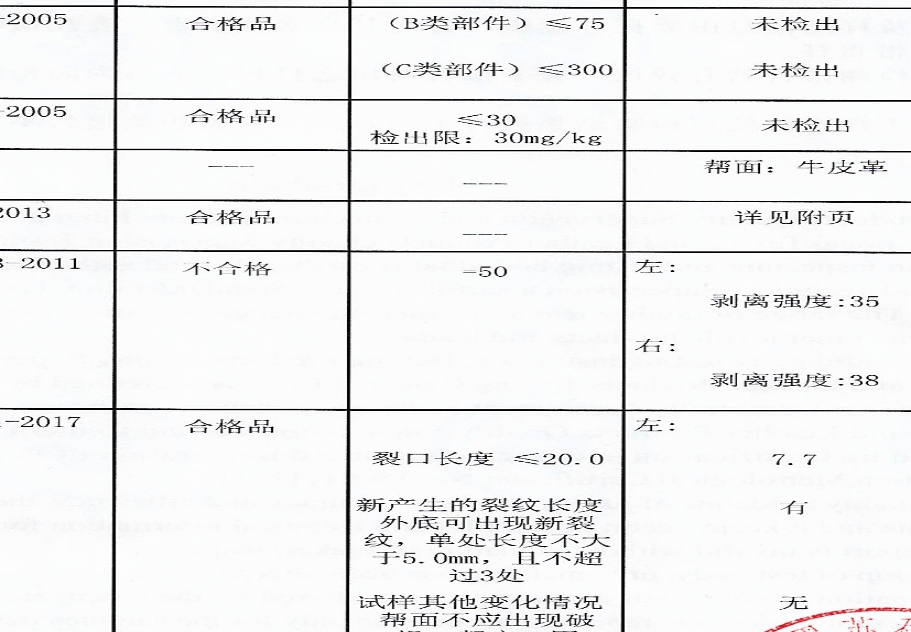 -2005 合格品 (B类部件) ≤75 未检出
(C类部件) ≤300 未检出
-2005 合格品 ≤30 未检出
检出限: 30mg/kg
--- --- 帮面: 牛皮革
2013 合格品 --- 详见附页
3-2011 不合格 -50 左:
剥离强度:35
右:
剥离强度:38
-2017 合格品 左:
裂口长度 ≤20.0 7.7
新产生的裂纹长度 有
外底可出现新裂
纹, 单处长度不大
于5.0mm, 且不超
过3处
试样其他变化情况 无
帮面不应出现破